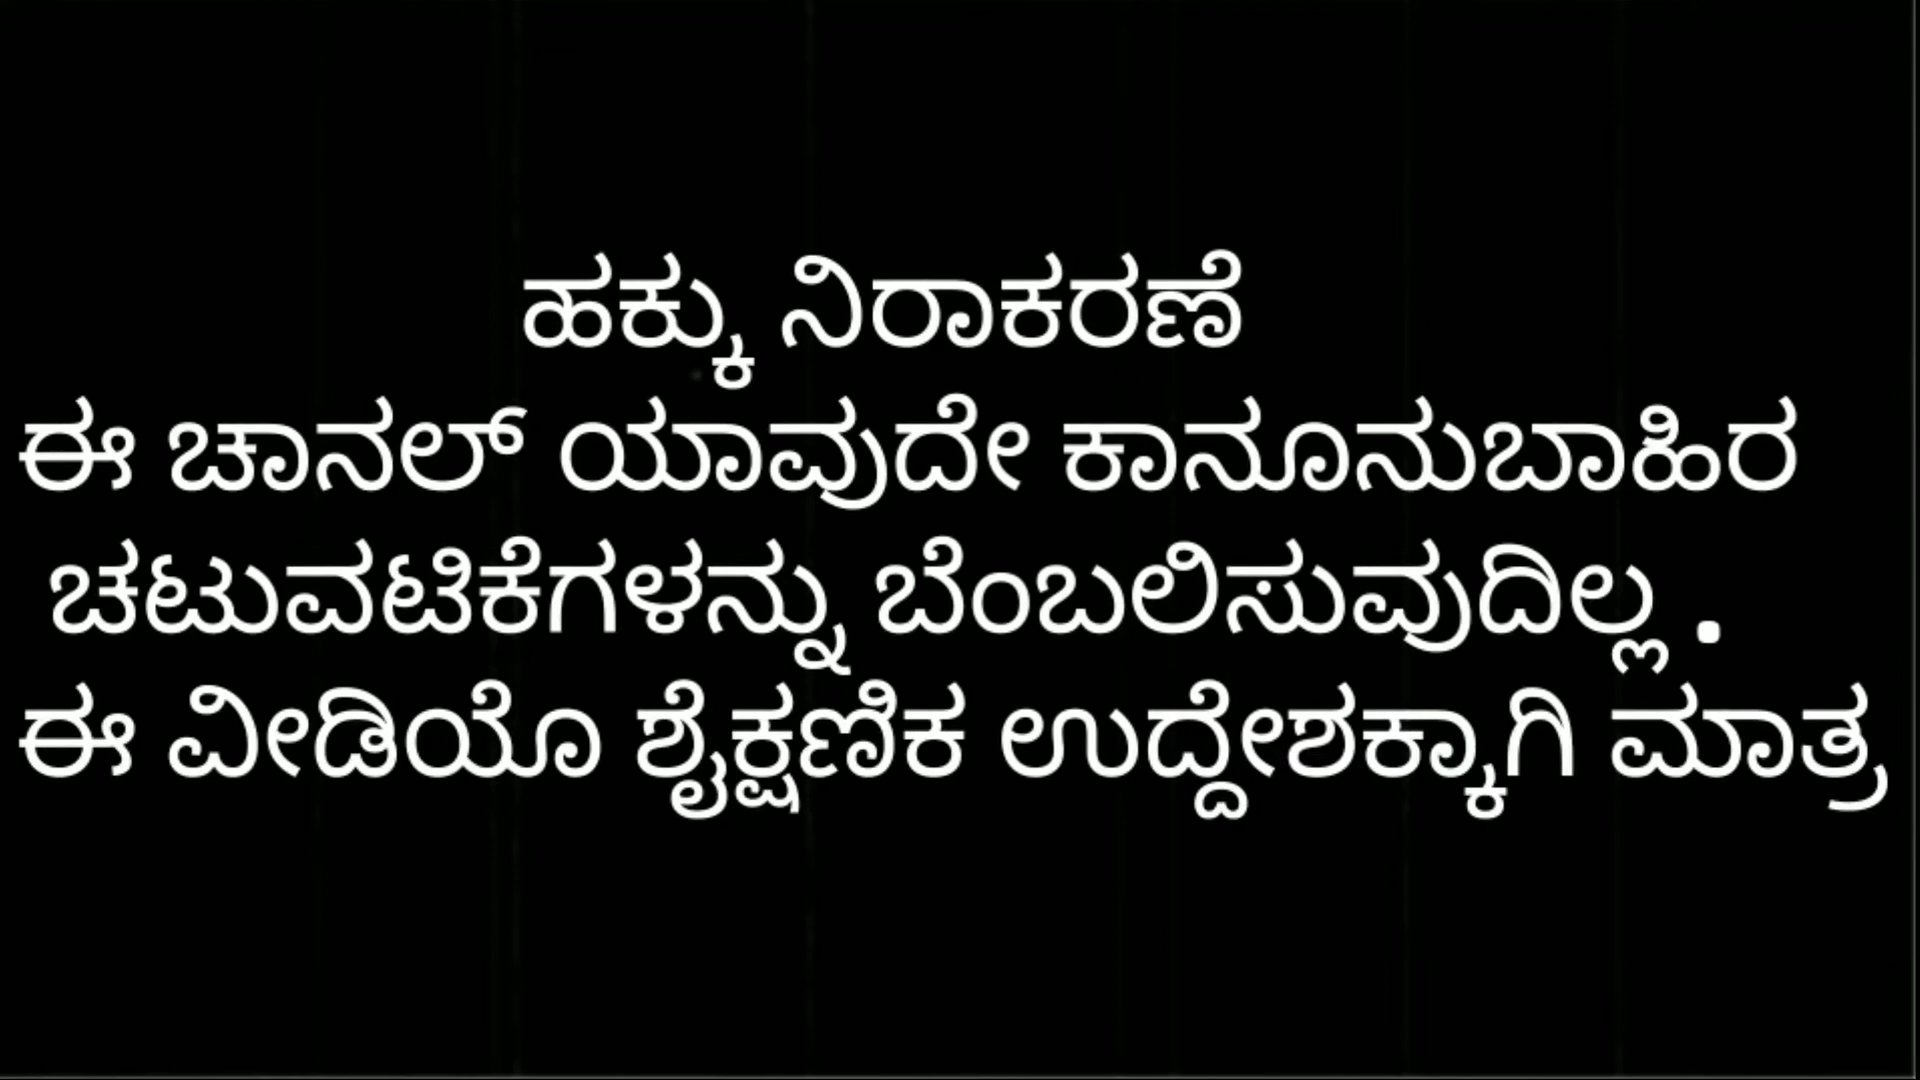 ಹಕ್ಕು ನಿರಾಕರಣೆ
ಈ ಚಾನಲ್ ಯಾವುದೇ ಕಾನೂನುಬಾಹಿರ
ಚಟುವಟಿಕೆಗಳನ್ನು ಬೆಂಬಲಿಸುವುದಿಲ್ಲ .
ಈ ವೀಡಿಯೊ ಶೈಕ್ಷಣಿಕ ಉದ್ದೇಶಕ್ಕಾಗಿ ಮಾತ್ರ